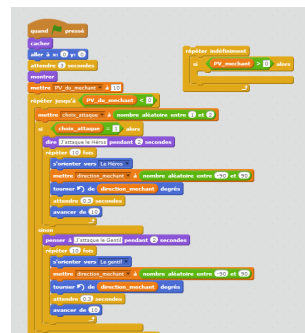 quand pressé
cacher
aller à x: 0 y: 0
attendre secondes
montrer
mettre PV_du_mechant à 10
répéter jusqu'à PV_du_mechant < 0
mettre choix_attaque à nombre aléatoire entre 1 et 2
si choix_attaque = 1 alors
dire J'attaque le Héros pendant 2 secondes
répéter 10 fois
s'orienter vers Le Héros
mettre direction_mechant à nombre aléatoire entre -90 et 90
tourner de direction_mechant degrés
attendre 0.3 secondes
avancer de 10
sinon
penser à J'attaque le Gentil pendant 2 secondes
répéter 10 fois
s'orienter vers Le gentil
mettre direction_mechant à nombre aléatoire entre -90 et 90
tourner de direction_mechant degrés
attendre 0.3 secondes
avancer de 10
répéter indéfiniment
si PV_mechant > 0 alors